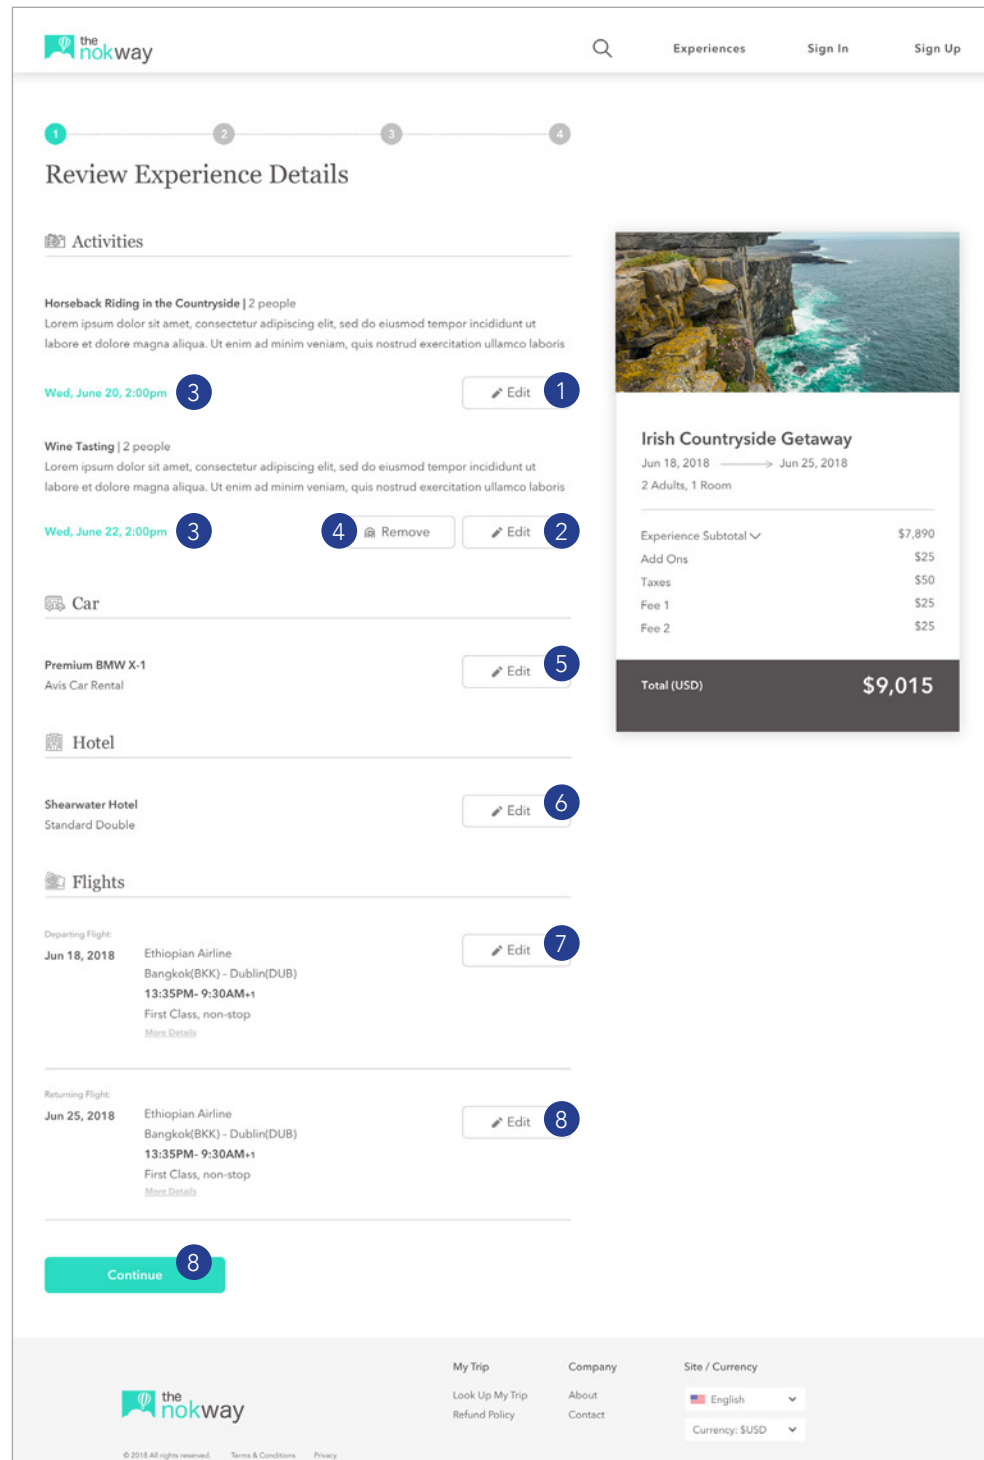 the
nokway
Experiences
Sign In
Sign Up
1
2
3
4
Review Experience Details
Activities
Horseback Riding in the Countryside | 2 people
Lorem ipsum dolor sit amet, consectetur adipiscing elit, sed do eiusmod tempor incididunt ut
labore et dolore magna aliqua. Ut enim ad minim veniam, quis nostrud exercitation ullamco laboris
Wed, June 20, 2:00pm 3
Edit 1
Wine Tasting | 2 people
Lorem ipsum dolor sit amet, consectetur adipiscing elit, sed do eiusmod tempor incididunt ut
labore et dolore magna aliqua. Ut enim ad minim veniam, quis nostrud exercitation ullamco laboris
Wed, June 22, 2:00pm 3
4 Remove
Edit 2
Car
Premium BMW X-1
Avis Car Rental
Edit 5
Hotel
Shearwater Hotel
Standard Double
Edit 6
Flights
Departing Flight:
Jun 18, 2018
Ethiopian Airline
Bangkok(BKK) - Dublin(DUB)
13:35PM- 9:30AM+1
First Class, non-stop
More Details
Edit 7
Returning Flight:
Jun 25, 2018
Ethiopian Airline
Bangkok(BKK) - Dublin(DUB)
13:35PM- 9:30AM+1
First Class, non-stop
More Details
Edit 8
Continue 8
Irish Countryside Getaway
Jun 18, 2018 Jun 25, 2018
2 Adults, 1 Room
Experience Subtotal $7,890
Add Ons $25
Taxes $50
Fee 1 $25
Fee 2 $25
Total (USD) $9,015
the
nokway
© 2018 All rights reserved. Terms & Conditions Privacy
My Trip
Look Up My Trip
Refund Policy
Company
About
Contact
Site / Currency
English
Currency: $USD